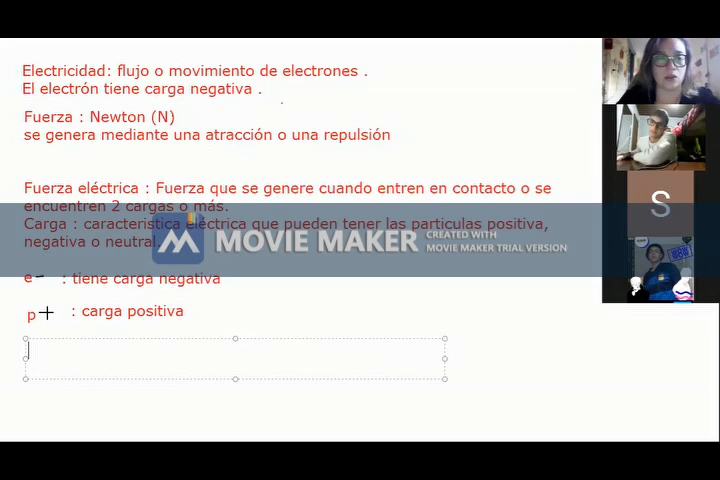 Electricidad: flujo o movimiento de electrones .
El electrón tiene carga negativa .
Fuerza : Newton (N)
se genera mediante una atracción o una repulsión
Fuerza eléctrica : Fuerza que se genere cuando entren en contacto o se
encuentren 2 cargas o más.
Carga : caracteristica eléctrica que pueden tener las particulas positiva,
negativa o neutral.
MOVIE MAKER
CREATED WITH
MOVIE MAKER TRIAL VERSION
e- : tiene carga negativa
p+ : carga positiva
S